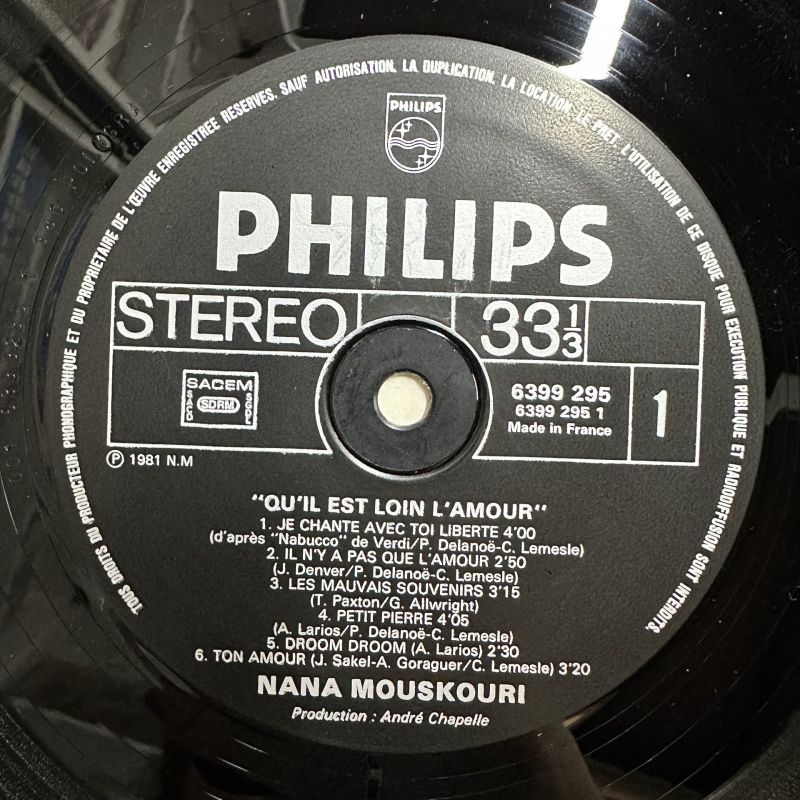 TOUS DROITS DU PRODUCTEUR PHONOGRAPHIQUE ET DU PROPRIETAIRE DE L'ŒUVRE ENREGISTREE RESERVES. SAUF AUTORISATION, LA DUPLICATION, LA LOCATION, LE PRET, L'UTILISATION DE CE DISQUE POUR EXECUTION PUBLIQUE ET RADIODIFFUSION SONT INTERDITS.
PHILIPS
PHILIPS
STEREO
33 1/3
SACEM
SACD
SDRM
SGDL
6399 295
6399 295 1
Made in France
1
Ⓟ 1981 N.M
"QU'IL EST LOIN L'AMOUR"
1. JE CHANTE AVEC TOI LIBERTE 4'00
(d'après "Nabucco" de Verdi/P. Delanoë-C. Lemesle)
2. IL N'Y A PAS QUE L'AMOUR 2'50
(J. Denver/P. Delanoë-C. Lemesle)
3. LES MAUVAIS SOUVENIRS 3'15
(T. Paxton/G. Allwright)
4. PETIT PIERRE 4'05
(A. Larios/P. Delanoë-C. Lemesle)
5. DROOM DROOM (A. Larios) 2'30
6. TON AMOUR (J. Sakel-A. Goraguer/C. Lemesle) 3'20
NANA MOUSKOURI
Production : André Chapelle